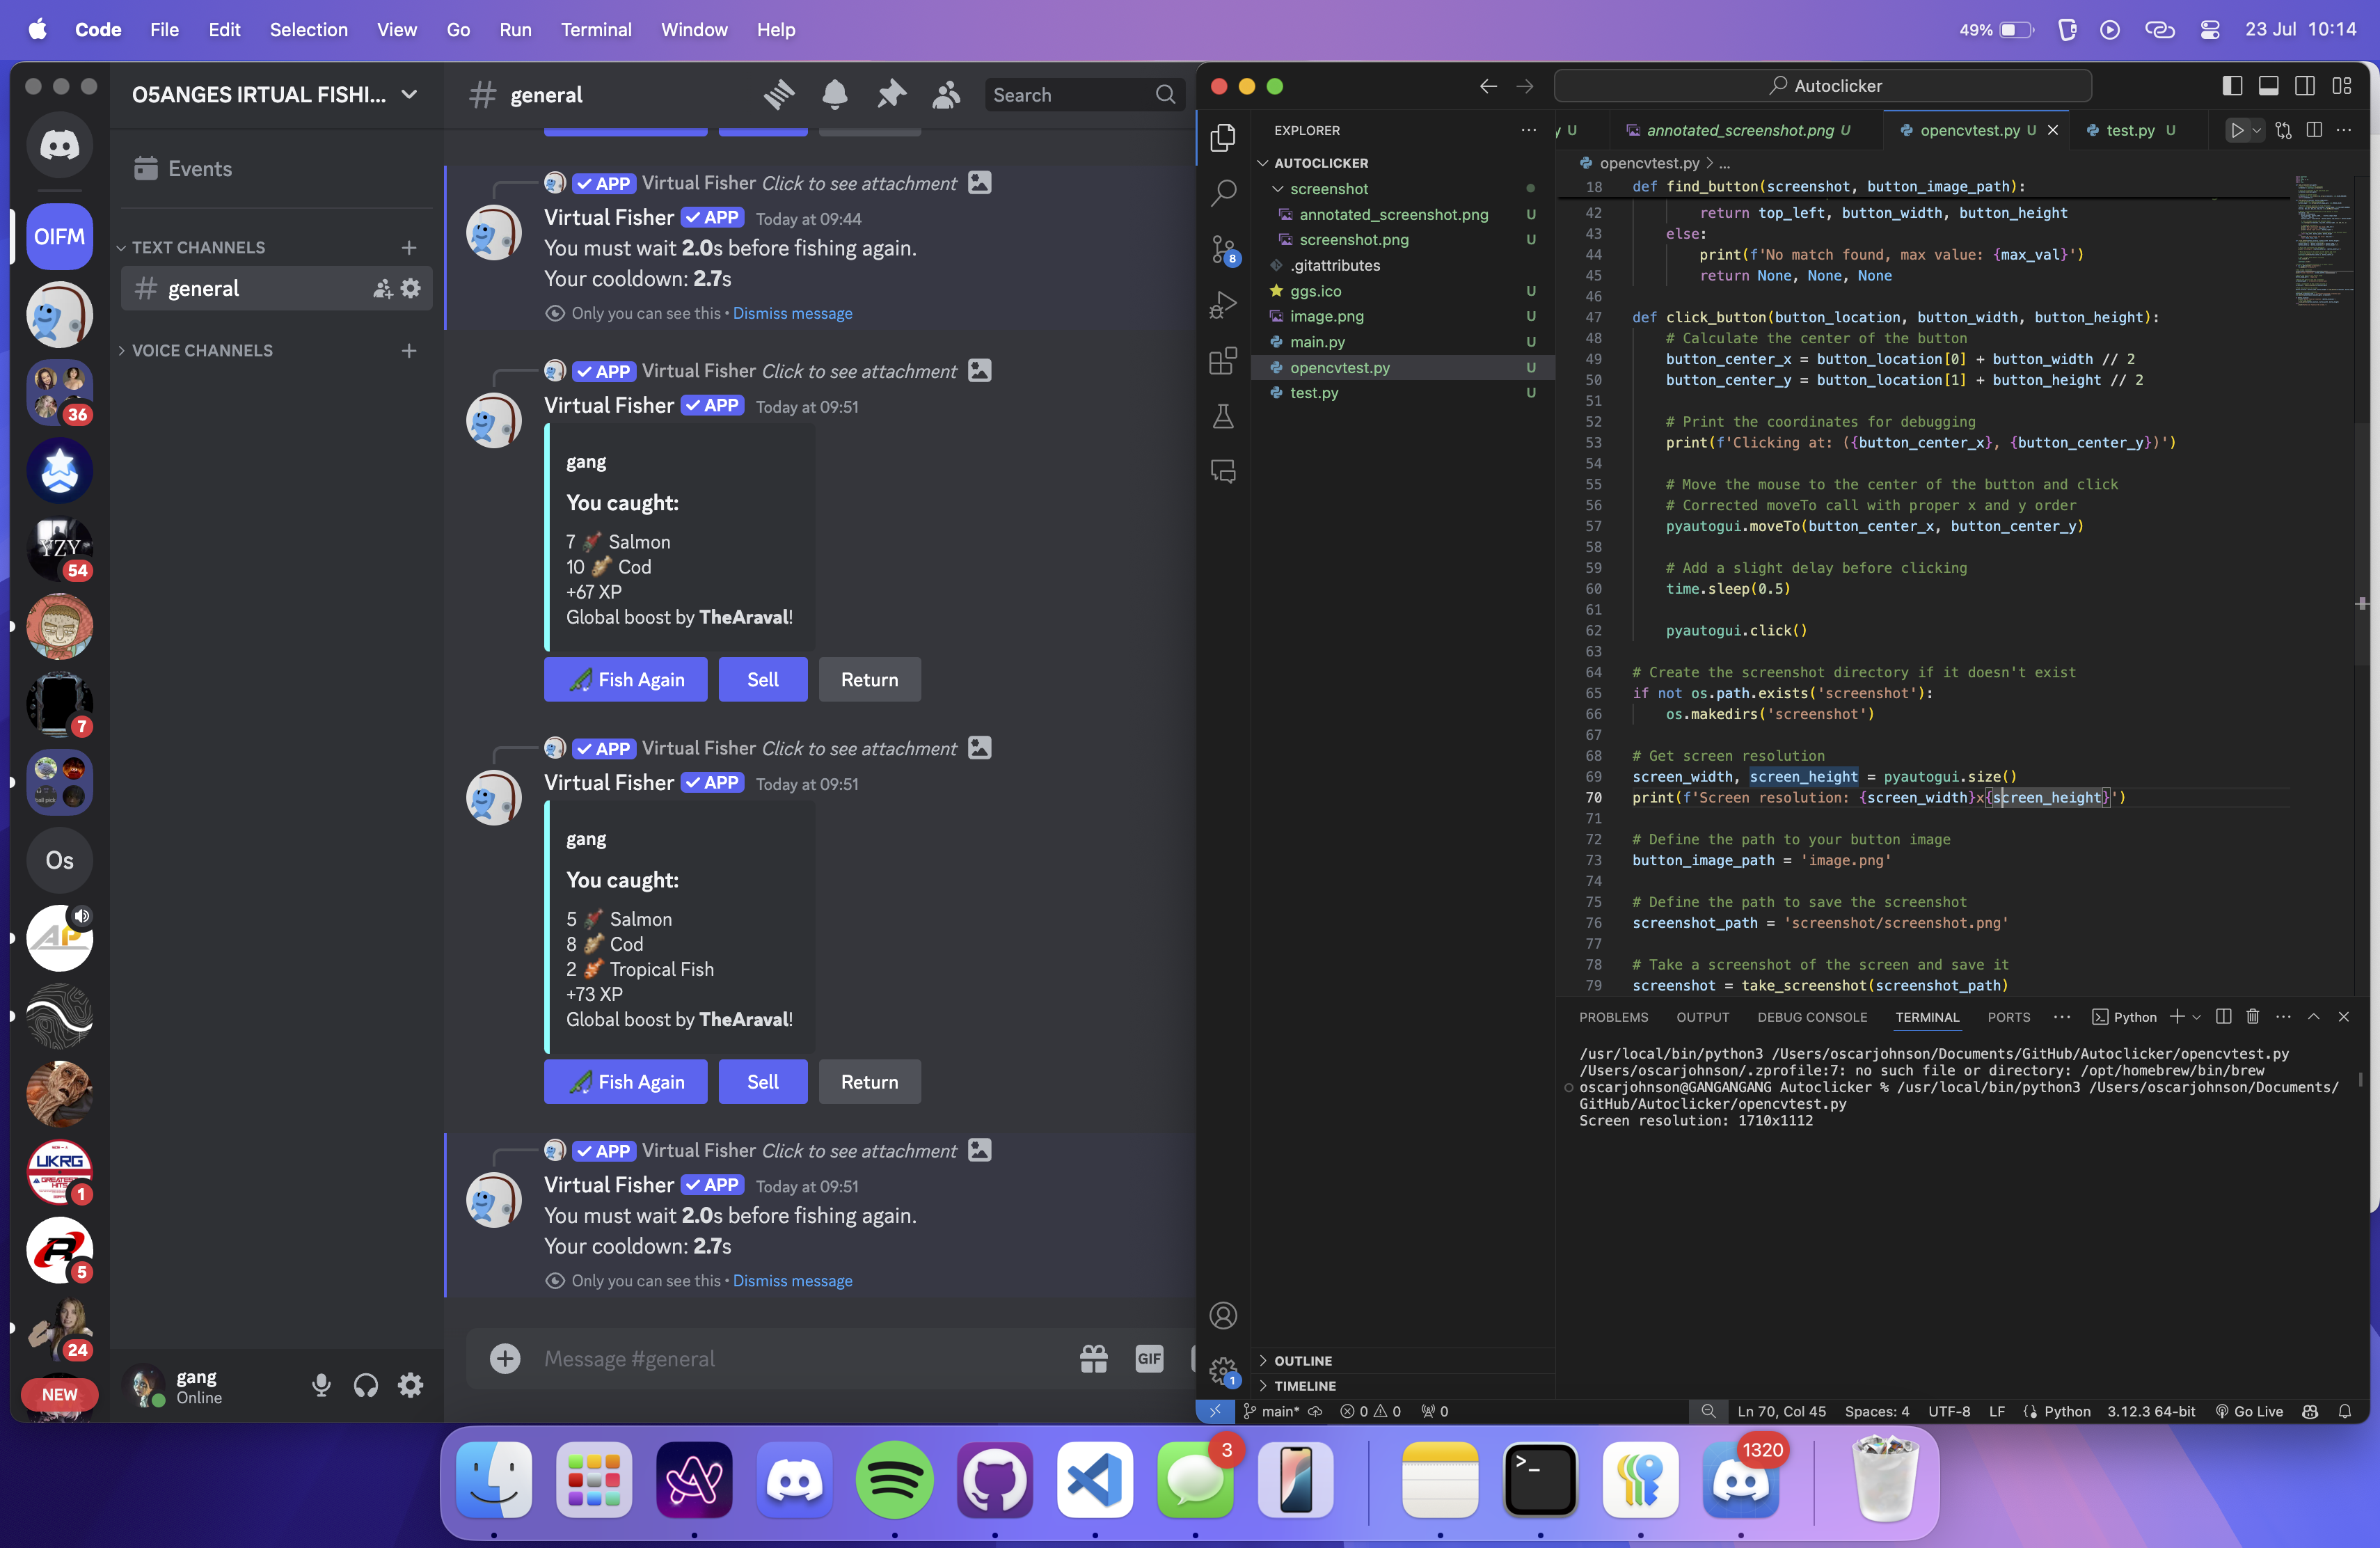 Code File Edit Selection View Go Run Terminal Window Help
49% 23 Jul 10:14
O5ANGES IRTUAL FISHI...
general
Search
Events
TEXT CHANNELS
general
VOICE CHANNELS
OIFM
36
YZY
54
7
Os
AP
UKRG
1
R
5
24
NEW
APP Virtual Fisher Click to see attachment
Virtual Fisher APP Today at 09:44
You must wait 2.0s before fishing again.
Your cooldown: 2.7s
Only you can see this • Dismiss message
APP Virtual Fisher Click to see attachment
Virtual Fisher APP Today at 09:51
gang
You caught:
7 Salmon
10 Cod
+67 XP
Global boost by TheAraval!
Fish Again Sell Return
APP Virtual Fisher Click to see attachment
Virtual Fisher APP Today at 09:51
gang
You caught:
5 Salmon
8 Cod
2 Tropical Fish
+73 XP
Global boost by TheAraval!
Fish Again Sell Return
APP Virtual Fisher Click to see attachment
Virtual Fisher APP Today at 09:51
You must wait 2.0s before fishing again.
Your cooldown: 2.7s
Only you can see this • Dismiss message
Message #general
GIF
gang
Online
Autoclicker
EXPLORER
AUTOCLICKER
screenshot
annotated_screenshot.png U
screenshot.png U
.gitattributes
ggs.ico U
image.png U
main.py U
opencvtest.py U
test.py U
8
1
OUTLINE
TIMELINE
y U annotated_screenshot.png U opencvtest.py U test.py U
opencvtest.py > ...
18 def find_button(screenshot, button_image_path):
42 return top_left, button_width, button_height
43 else:
44 print(f'No match found, max value: {max_val}')
45 return None, None, None
46
47 def click_button(button_location, button_width, button_height):
48 # Calculate the center of the button
49 button_center_x = button_location[0] + button_width // 2
50 button_center_y = button_location[1] + button_height // 2
51
52 # Print the coordinates for debugging
53 print(f'Clicking at: ({button_center_x}, {button_center_y})')
54
55 # Move the mouse to the center of the button and click
56 # Corrected moveTo call with proper x and y order
57 pyautogui.moveTo(button_center_x, button_center_y)
58
59 # Add a slight delay before clicking
60 time.sleep(0.5)
61
62 pyautogui.click()
63
64 # Create the screenshot directory if it doesn't exist
65 if not os.path.exists('screenshot'):
66 os.makedirs('screenshot')
67
68 # Get screen resolution
69 screen_width, screen_height = pyautogui.size()
70 print(f'Screen resolution: {screen_width}x{screen_height}')
71
72 # Define the path to your button image
73 button_image_path = 'image.png'
74
75 # Define the path to save the screenshot
76 screenshot_path = 'screenshot/screenshot.png'
77
78 # Take a screenshot of the screen and save it
79 screenshot = take_screenshot(screenshot_path)
PROBLEMS OUTPUT DEBUG CONSOLE TERMINAL PORTS Python
/usr/local/bin/python3 /Users/oscarjohnson/Documents/GitHub/Autoclicker/opencvtest.py
/Users/oscarjohnson/.zprofile:7: no such file or directory: /opt/homebrew/bin/brew
oscarjohnson@GANGANGANG Autoclicker % /usr/local/bin/python3 /Users/oscarjohnson/Documents/
GitHub/Autoclicker/opencvtest.py
Screen resolution: 1710x1112
main* 0 0 0 Ln 70, Col 45 Spaces: 4 UTF-8 LF Python 3.12.3 64-bit Go Live
3
1320